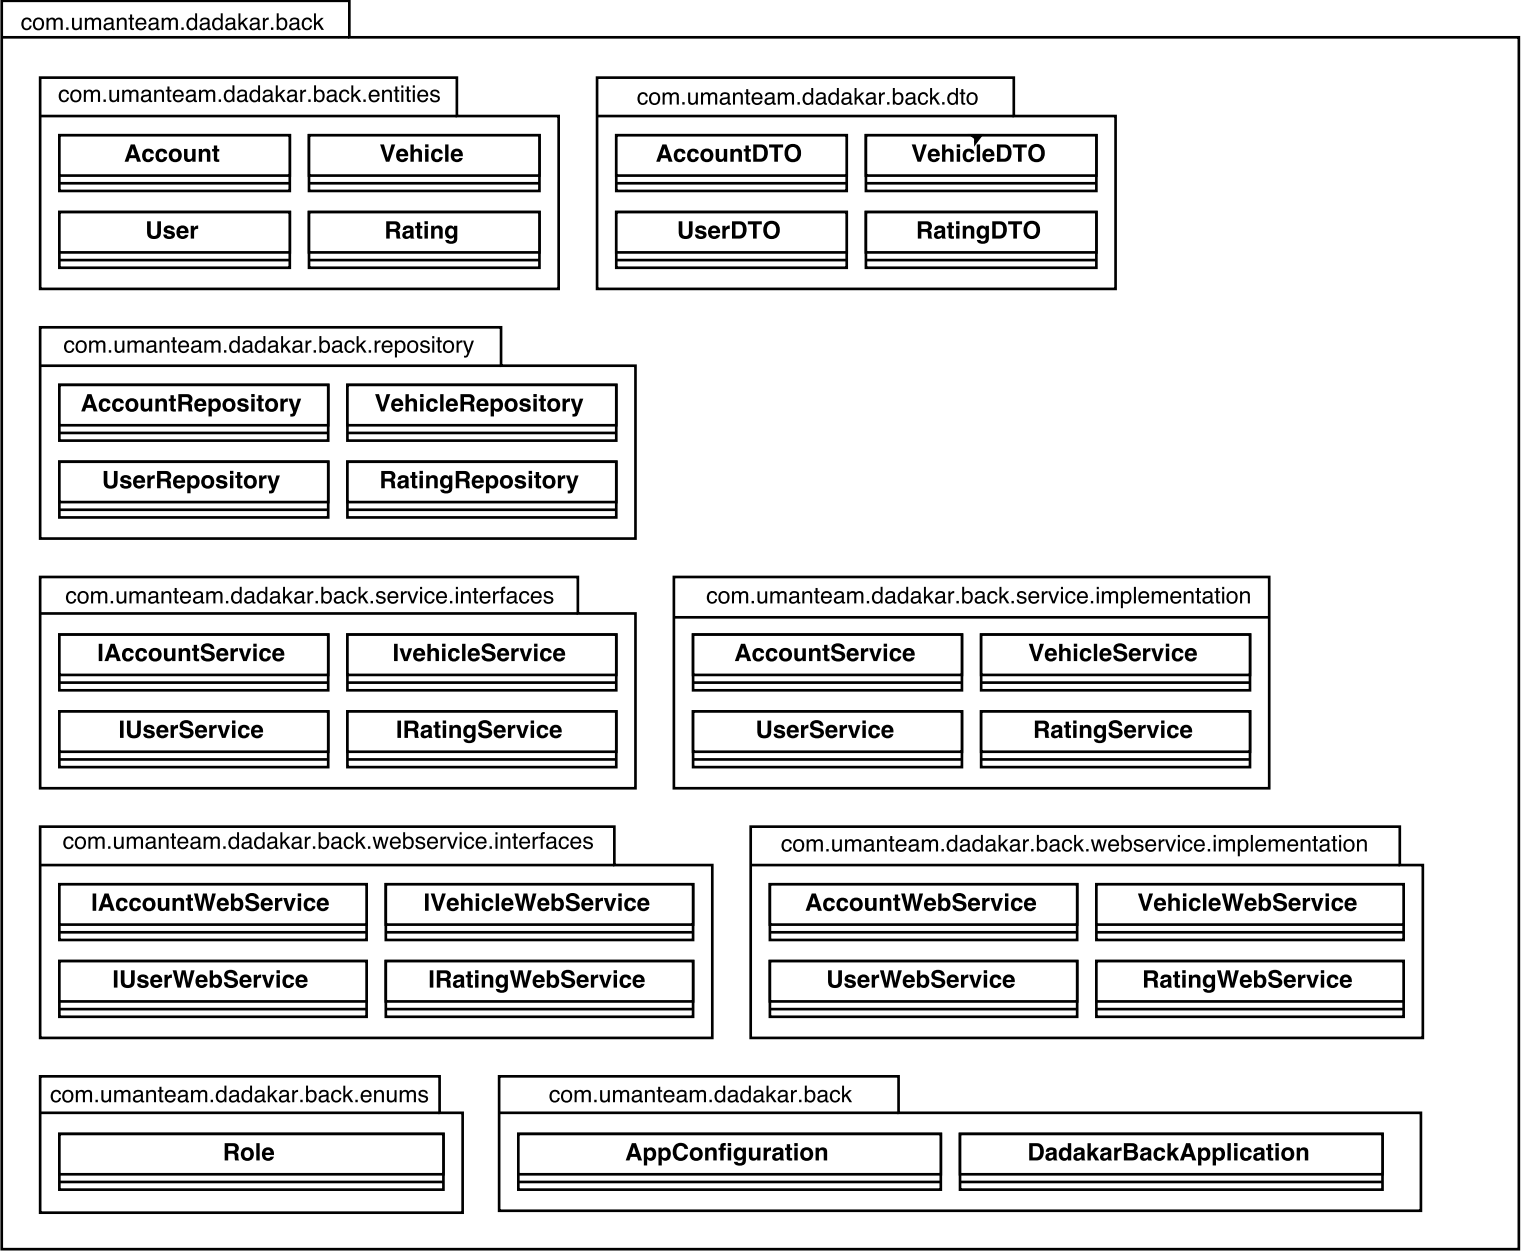 com.umanteam.dadakar.back
com.umanteam.dadakar.back.entities
Account
Vehicle
User
Rating
com.umanteam.dadakar.back.dto
AccountDTO
VehicleDTO
UserDTO
RatingDTO
com.umanteam.dadakar.back.repository
AccountRepository
VehicleRepository
UserRepository
RatingRepository
com.umanteam.dadakar.back.service.interfaces
IAccountService
IvehicleService
IUserService
IRatingService
com.umanteam.dadakar.back.service.implementation
AccountService
VehicleService
UserService
RatingService
com.umanteam.dadakar.back.webservice.interfaces
IAccountWebService
IVehicleWebService
IUserWebService
IRatingWebService
com.umanteam.dadakar.back.webservice.implementation
AccountWebService
VehicleWebService
UserWebService
RatingWebService
com.umanteam.dadakar.back.enums
Role
com.umanteam.dadakar.back
AppConfiguration
DadakarBackApplication